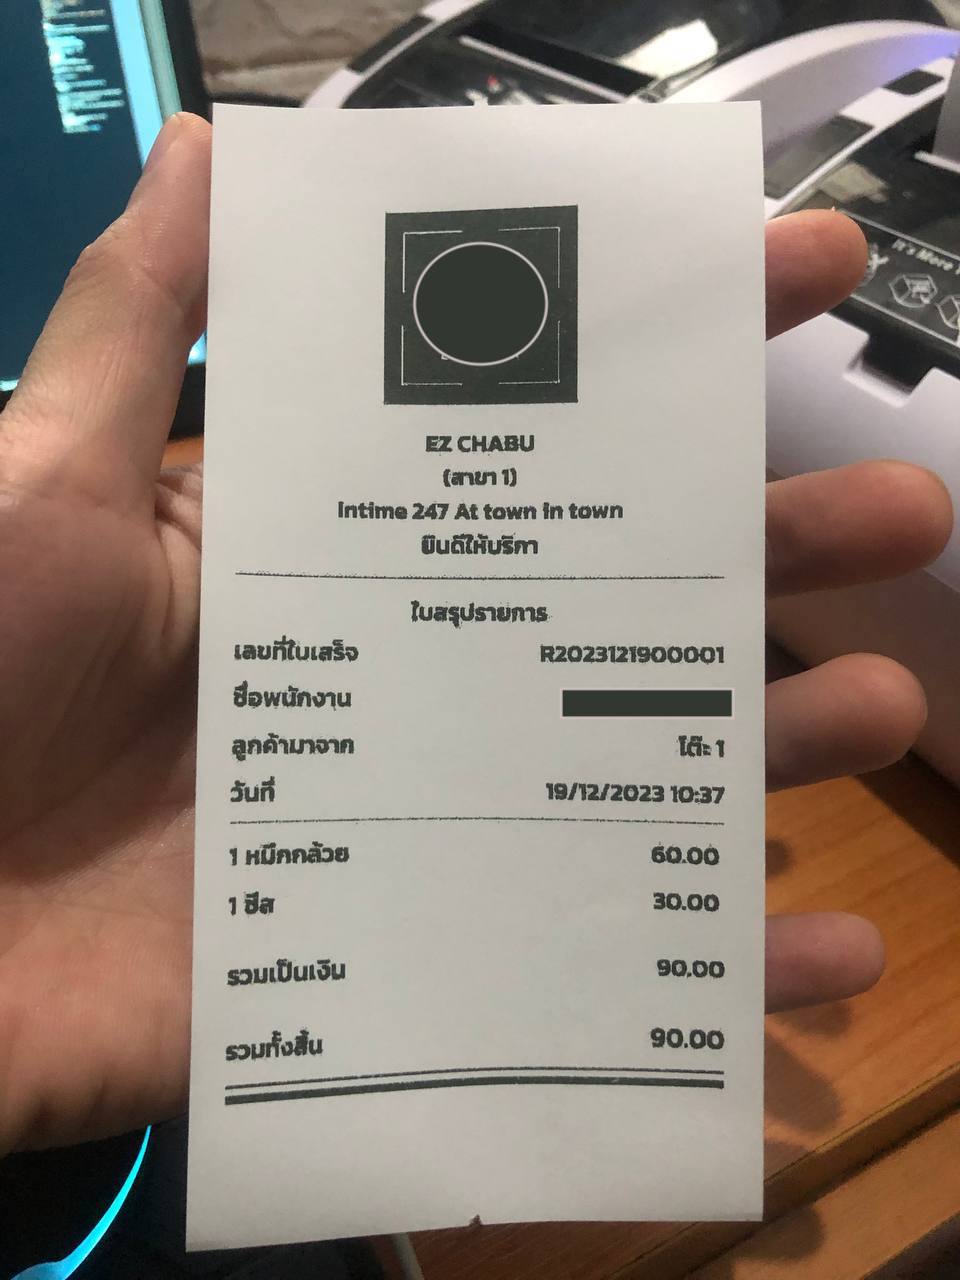 EZ CHABU
(สาขา 1)
Intime 247 At town in town
ยินดีให้บริกา
ใบสรุปรายการ
เลขที่ใบเสร็จ R2023121900001
ชื่อพนักงาน
ลูกค้ามาจาก โต๊ะ 1
วันที่ 19/12/2023 10:37
1 หมึกกล้วย 60.00
1 ชีส 30.00
รวมเป็นเงิน 90.00
รวมทั้งสิ้น 90.00
It's More